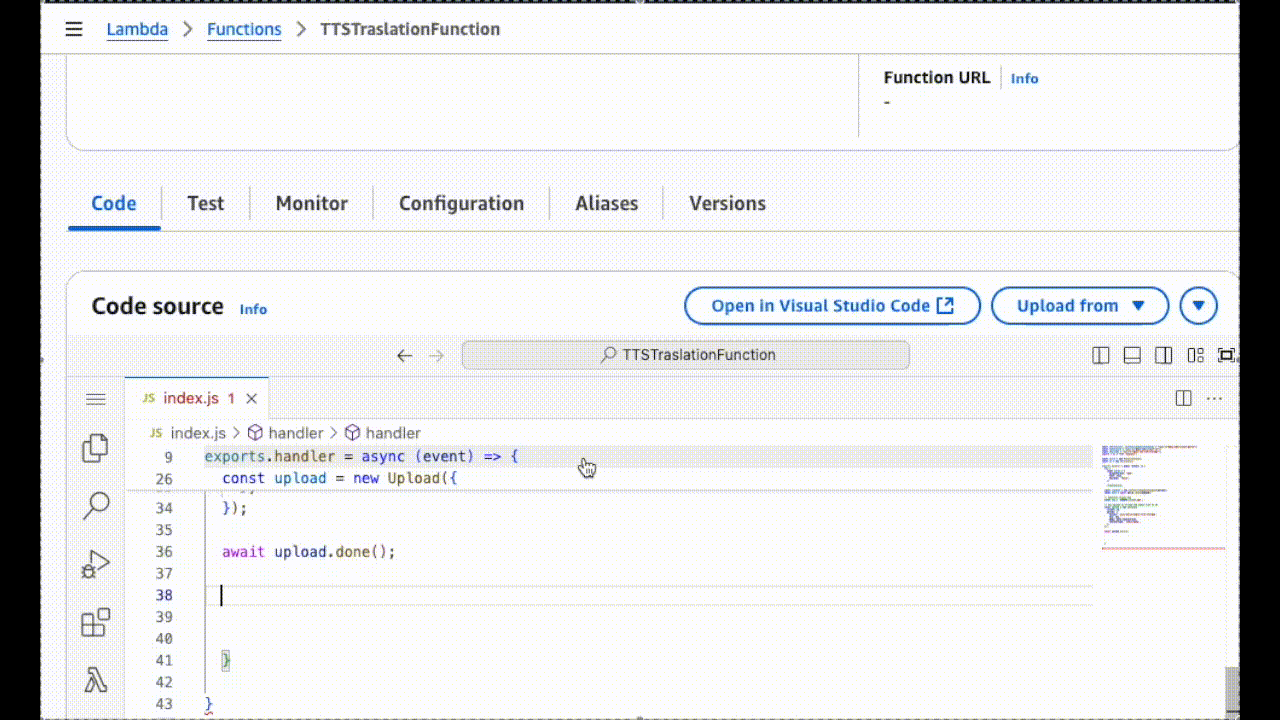 Lambda > Functions > TTSTraslationFunction
Function URL Info
-
Code Test Monitor Configuration Aliases Versions
Code source Info
Open in Visual Studio Code Upload from
TTSTraslationFunction
JS index.js 1
JS index.js > handler > handler
9 exports.handler = async (event) => {
26 const upload = new Upload({
34 });
35
36 await upload.done();
37
38
39
40
41 }
42
43 }